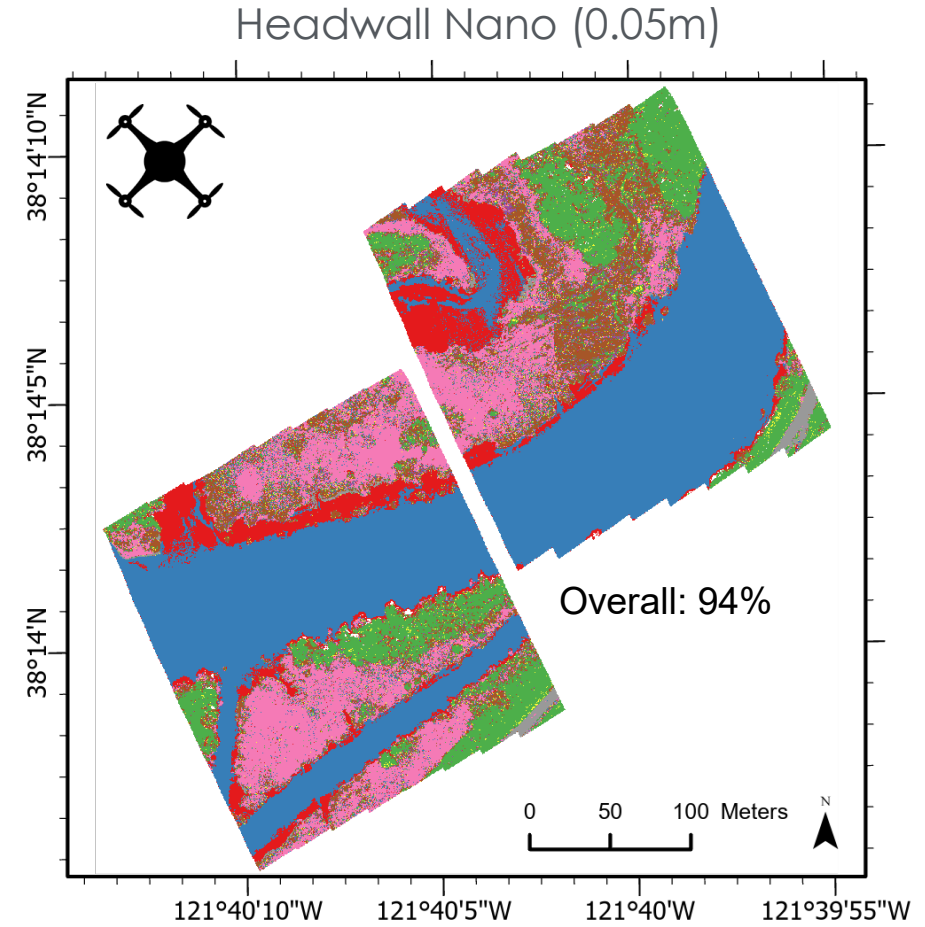 Headwall Nano (0.05m)
38°14'10"N
38°14'5"N
38°14'N
Overall: 94%
0 50 100 Meters
N
121°40'10"W 121°40'5"W 121°40'W 121°39'55"W